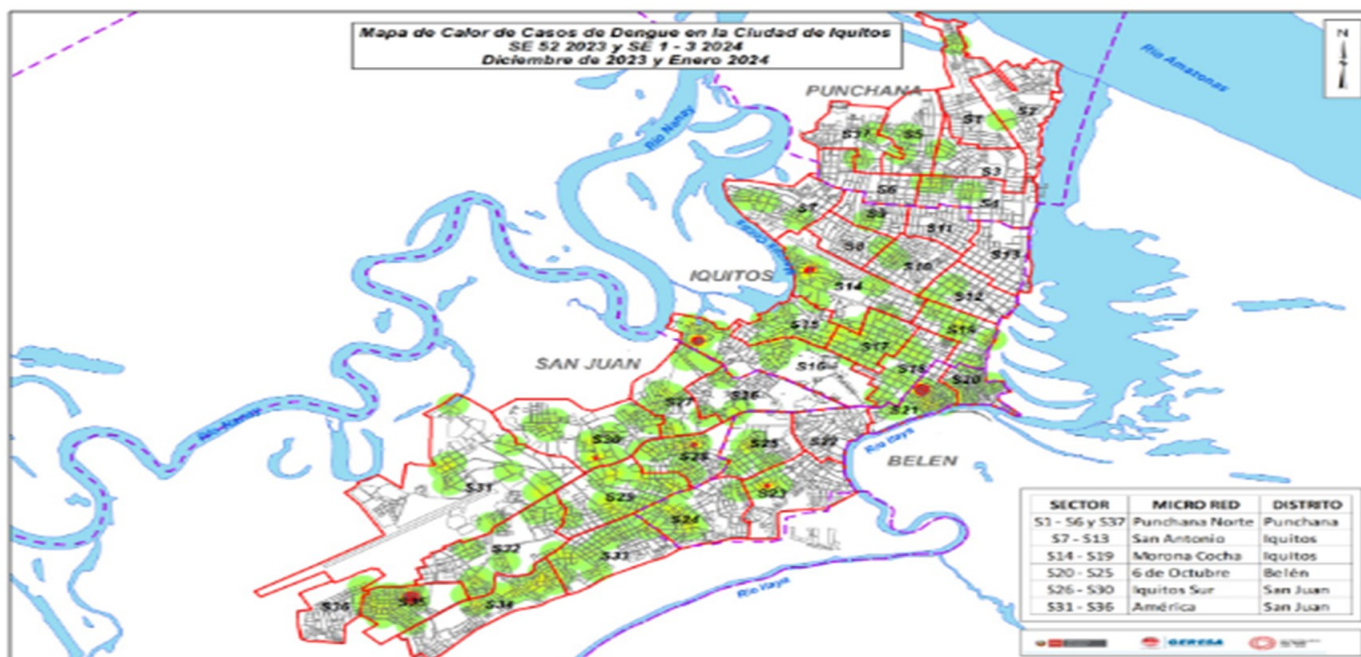 Mapa de Calor de Casos de Dengue en la Ciudad de Iquitos
SE 52 2023 y SE 1 - 3 2024
Diciembre de 2023 y Enero 2024
N
Rio Amazonas
PUNCHANA
Rio Nanay
S1
S2
S37
S5
S3
S6
S4
S7
S9
S11
S8
S10
S13
IQUITOS
S14
S12
S15
S17
SAN JUAN
S16
S18
S20
S21
S27
S26
Rio Nanay
S30
S28
S25
S22
Rio Itaya
BELEN
S31
S29
S23
S24
S32
S33
S36
S35
S34
Rio Itaya
SECTOR MICRO RED DISTRITO
S1 - S6 y S37 Punchana Norte Punchana
S7 - S13 San Antonio Iquitos
S14 - S19 Morona Cocha Iquitos
S20 - S25 6 de Octubre Belén
S26 - S30 Iquitos Sur San Juan
S31 - S36 América San Juan
GERESA